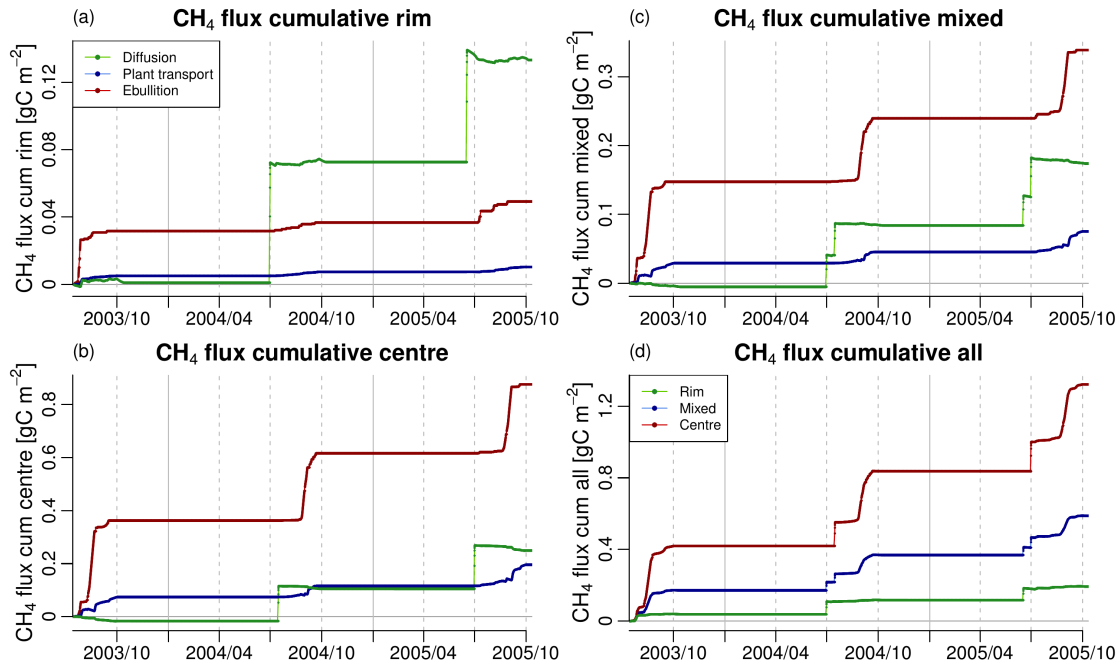 (a) CH₄ flux cumulative rim
CH₄ flux cum rim [gC m⁻²]
0 0.04 0.08 0.12
Diffusion
Plant transport
Ebullition
2003/10 2004/04 2004/10 2005/04 2005/10
(c) CH₄ flux cumulative mixed
CH₄ flux cum mixed [gC m⁻²]
0 0.1 0.2 0.3
2003/10 2004/04 2004/10 2005/04 2005/10
(b) CH₄ flux cumulative centre
CH₄ flux cum centre [gC m⁻²]
0 0.2 0.4 0.6 0.8
2003/10 2004/04 2004/10 2005/04 2005/10
(d) CH₄ flux cumulative all
CH₄ flux cum all [gC m⁻²]
0 0.4 0.8 1.2
Rim
Mixed
Centre
2003/10 2004/04 2004/10 2005/04 2005/10